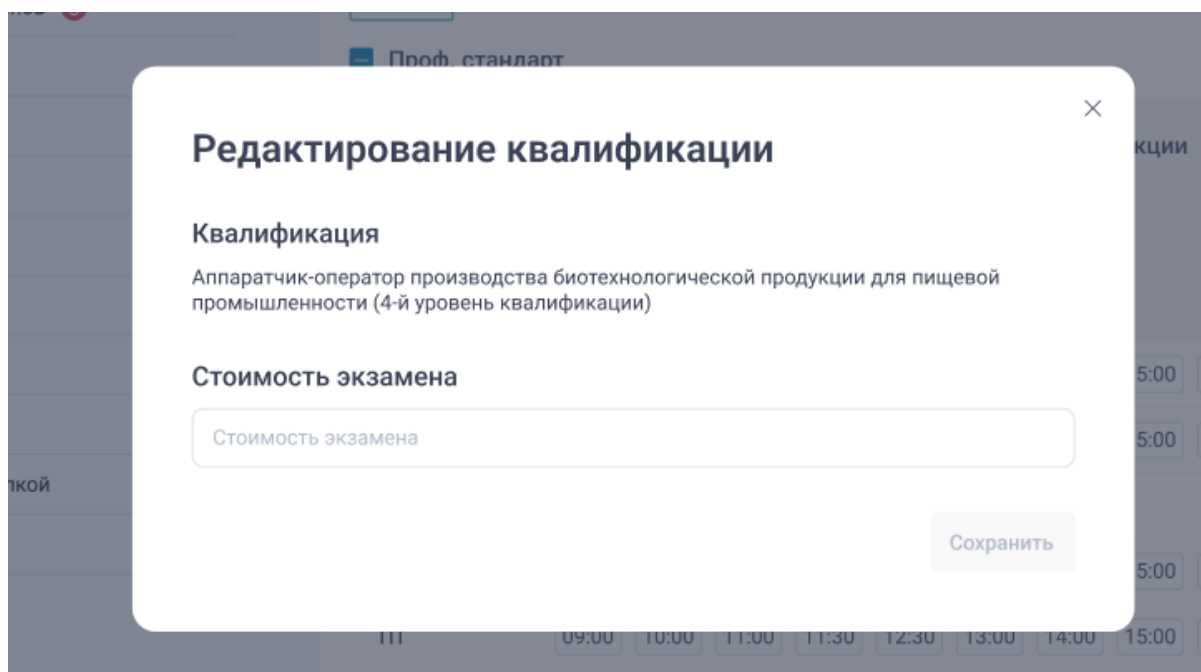 Проф. стандарт
Редактирование квалификации
кции
Квалификация
Аппаратчик-оператор производства биотехнологической продукции для пищевой
промышленности (4-й уровень квалификации)
Стоимость экзамена
5:00
Стоимость экзамена
5:00
лкой
Сохранить
5:00
ПТ 09:00 10:00 11:00 11:30 12:30 13:00 14:00 15:00